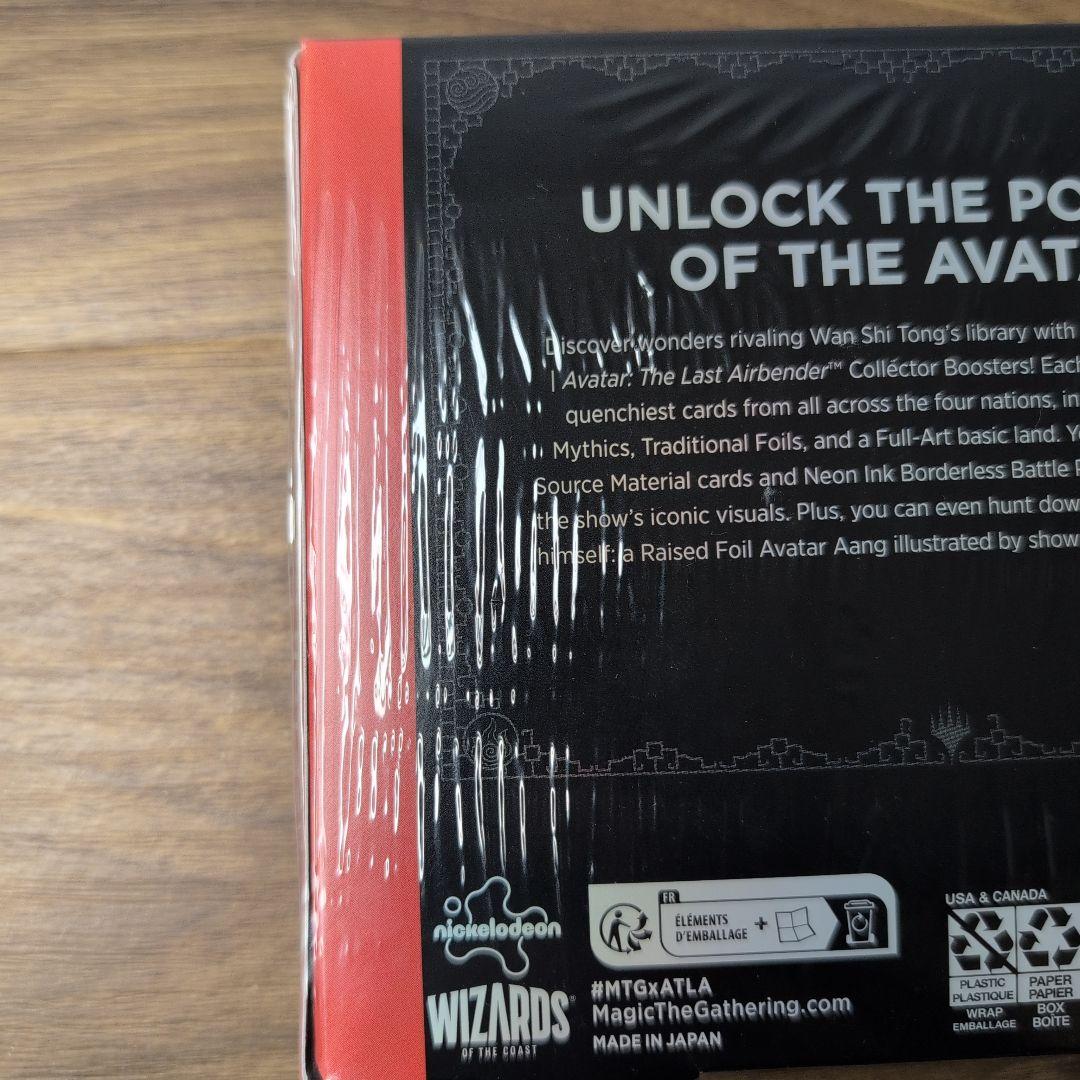 UNLOCK THE PO
OF THE AVATA
Discover wonders rivaling Wan Shi Tong's library with
| Avatar: The Last Airbender™ Collector Boosters! Each
quenchiest cards from all across the four nations, in
Mythics, Traditional Foils, and a Full-Art basic land. Yo
Source Material cards and Neon Ink Borderless Battle P
the show's iconic visuals. Plus, you can even hunt dow
himself: a Raised Foil Avatar Aang illustrated by show
nickelodeon
WIZARDS®
OF THE COAST
FR
ÉLÉMENTS
D'EMBALLAGE
+
#MTGxATLA
MagicTheGathering.com
MADE IN JAPAN
USA & CANADA
PLASTIC
PLASTIQUE
WRAP
EMBALLAGE
PAPER
PAPIER
BOX
BOÎTE